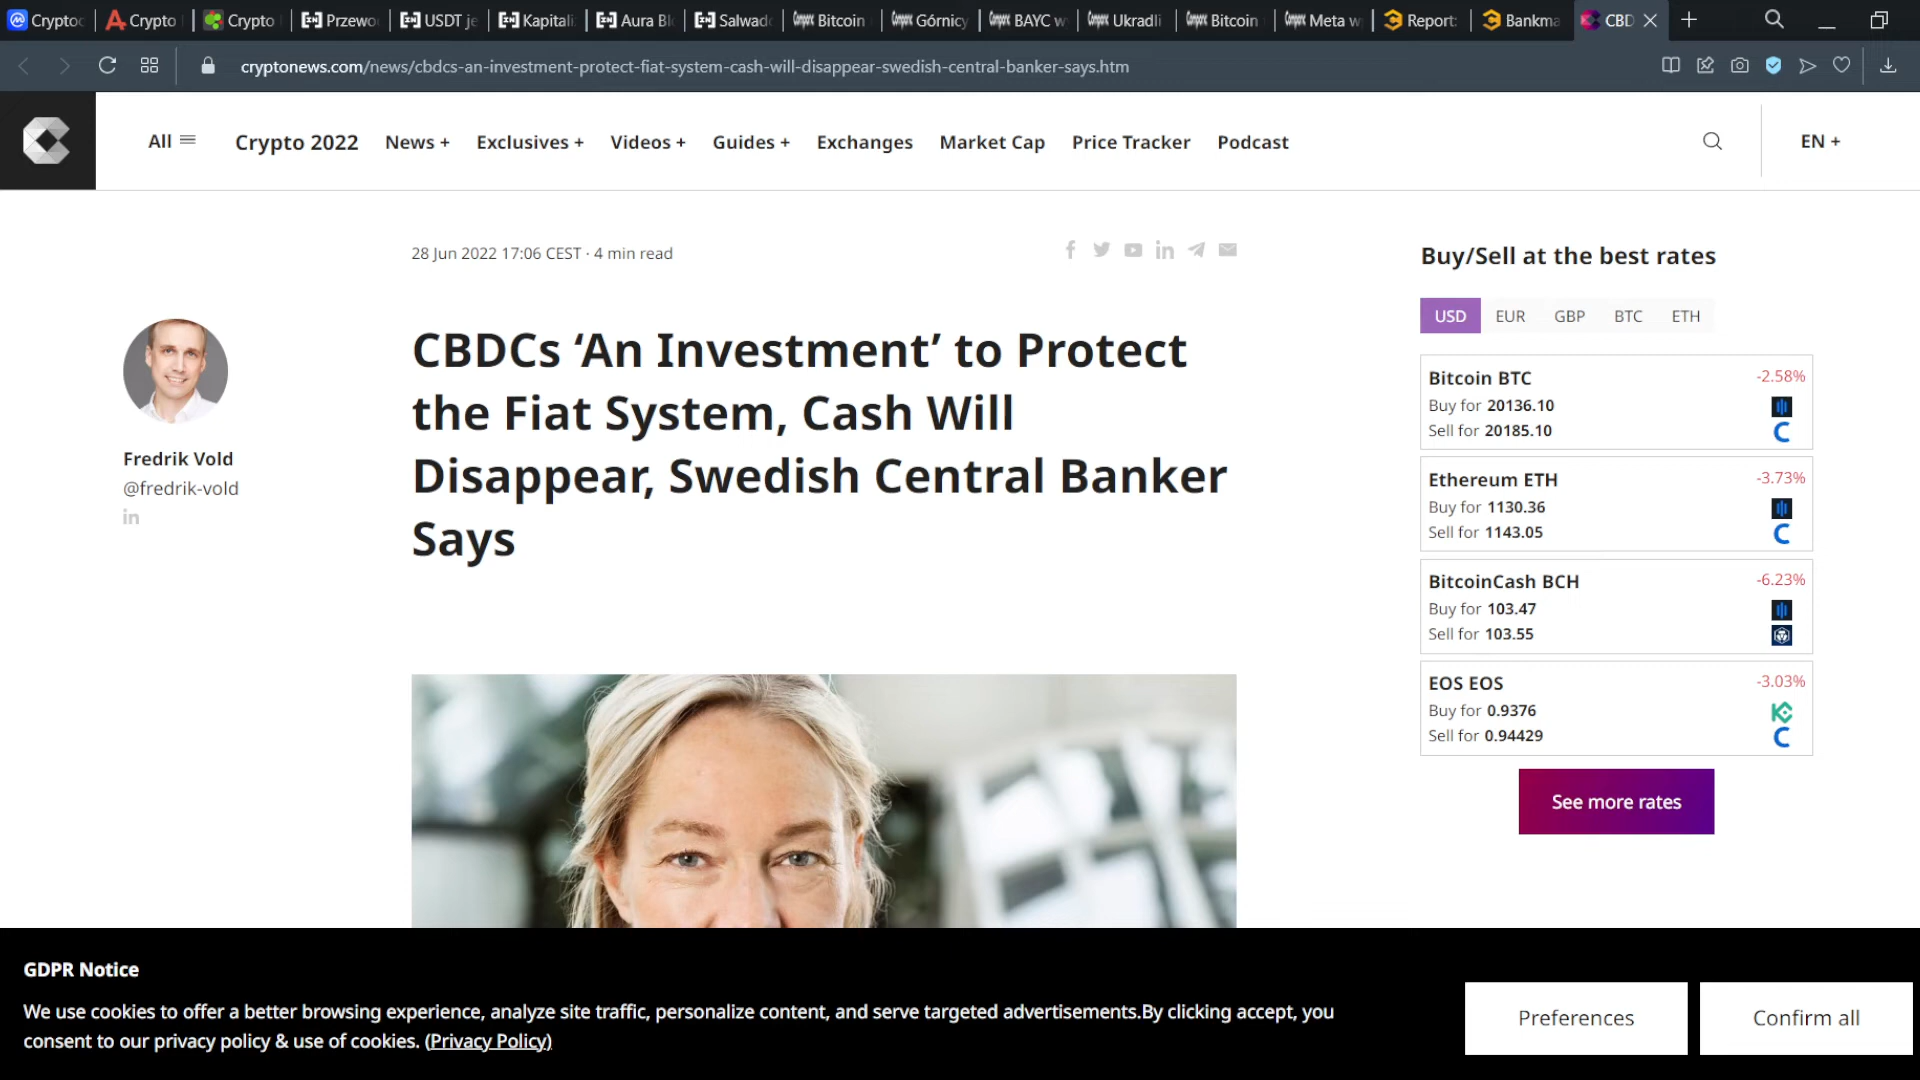 Cryptoc
Crypto
Crypto
Przewo
USDT je
Kapitali
Aura Bl
Salwado
Bitcoin
Górnicy
BAYC w
Ukradli
Bitcoin
Meta w
Report:
Bankma
CBD
cryptonews.com/news/cbdcs-an-investment-protect-fiat-system-cash-will-disappear-swedish-central-banker-says.htm
All
Crypto 2022
News +
Exclusives +
Videos +
Guides +
Exchanges
Market Cap
Price Tracker
Podcast
EN +
28 Jun 2022 17:06 CEST · 4 min read
Fredrik Vold
@fredrik-vold
in
CBDCs ‘An Investment’ to Protect
the Fiat System, Cash Will
Disappear, Swedish Central Banker
Says
Buy/Sell at the best rates
USD EUR GBP BTC ETH
Bitcoin BTC -2.58%
Buy for 20136.10
Sell for 20185.10
Ethereum ETH -3.73%
Buy for 1130.36
Sell for 1143.05
BitcoinCash BCH -6.23%
Buy for 103.47
Sell for 103.55
EOS EOS -3.03%
Buy for 0.9376
Sell for 0.94429
See more rates
GDPR Notice
We use cookies to offer a better browsing experience, analyze site traffic, personalize content, and serve targeted advertisements.By clicking accept, you
consent to our privacy policy & use of cookies. (Privacy Policy)
Preferences
Confirm all